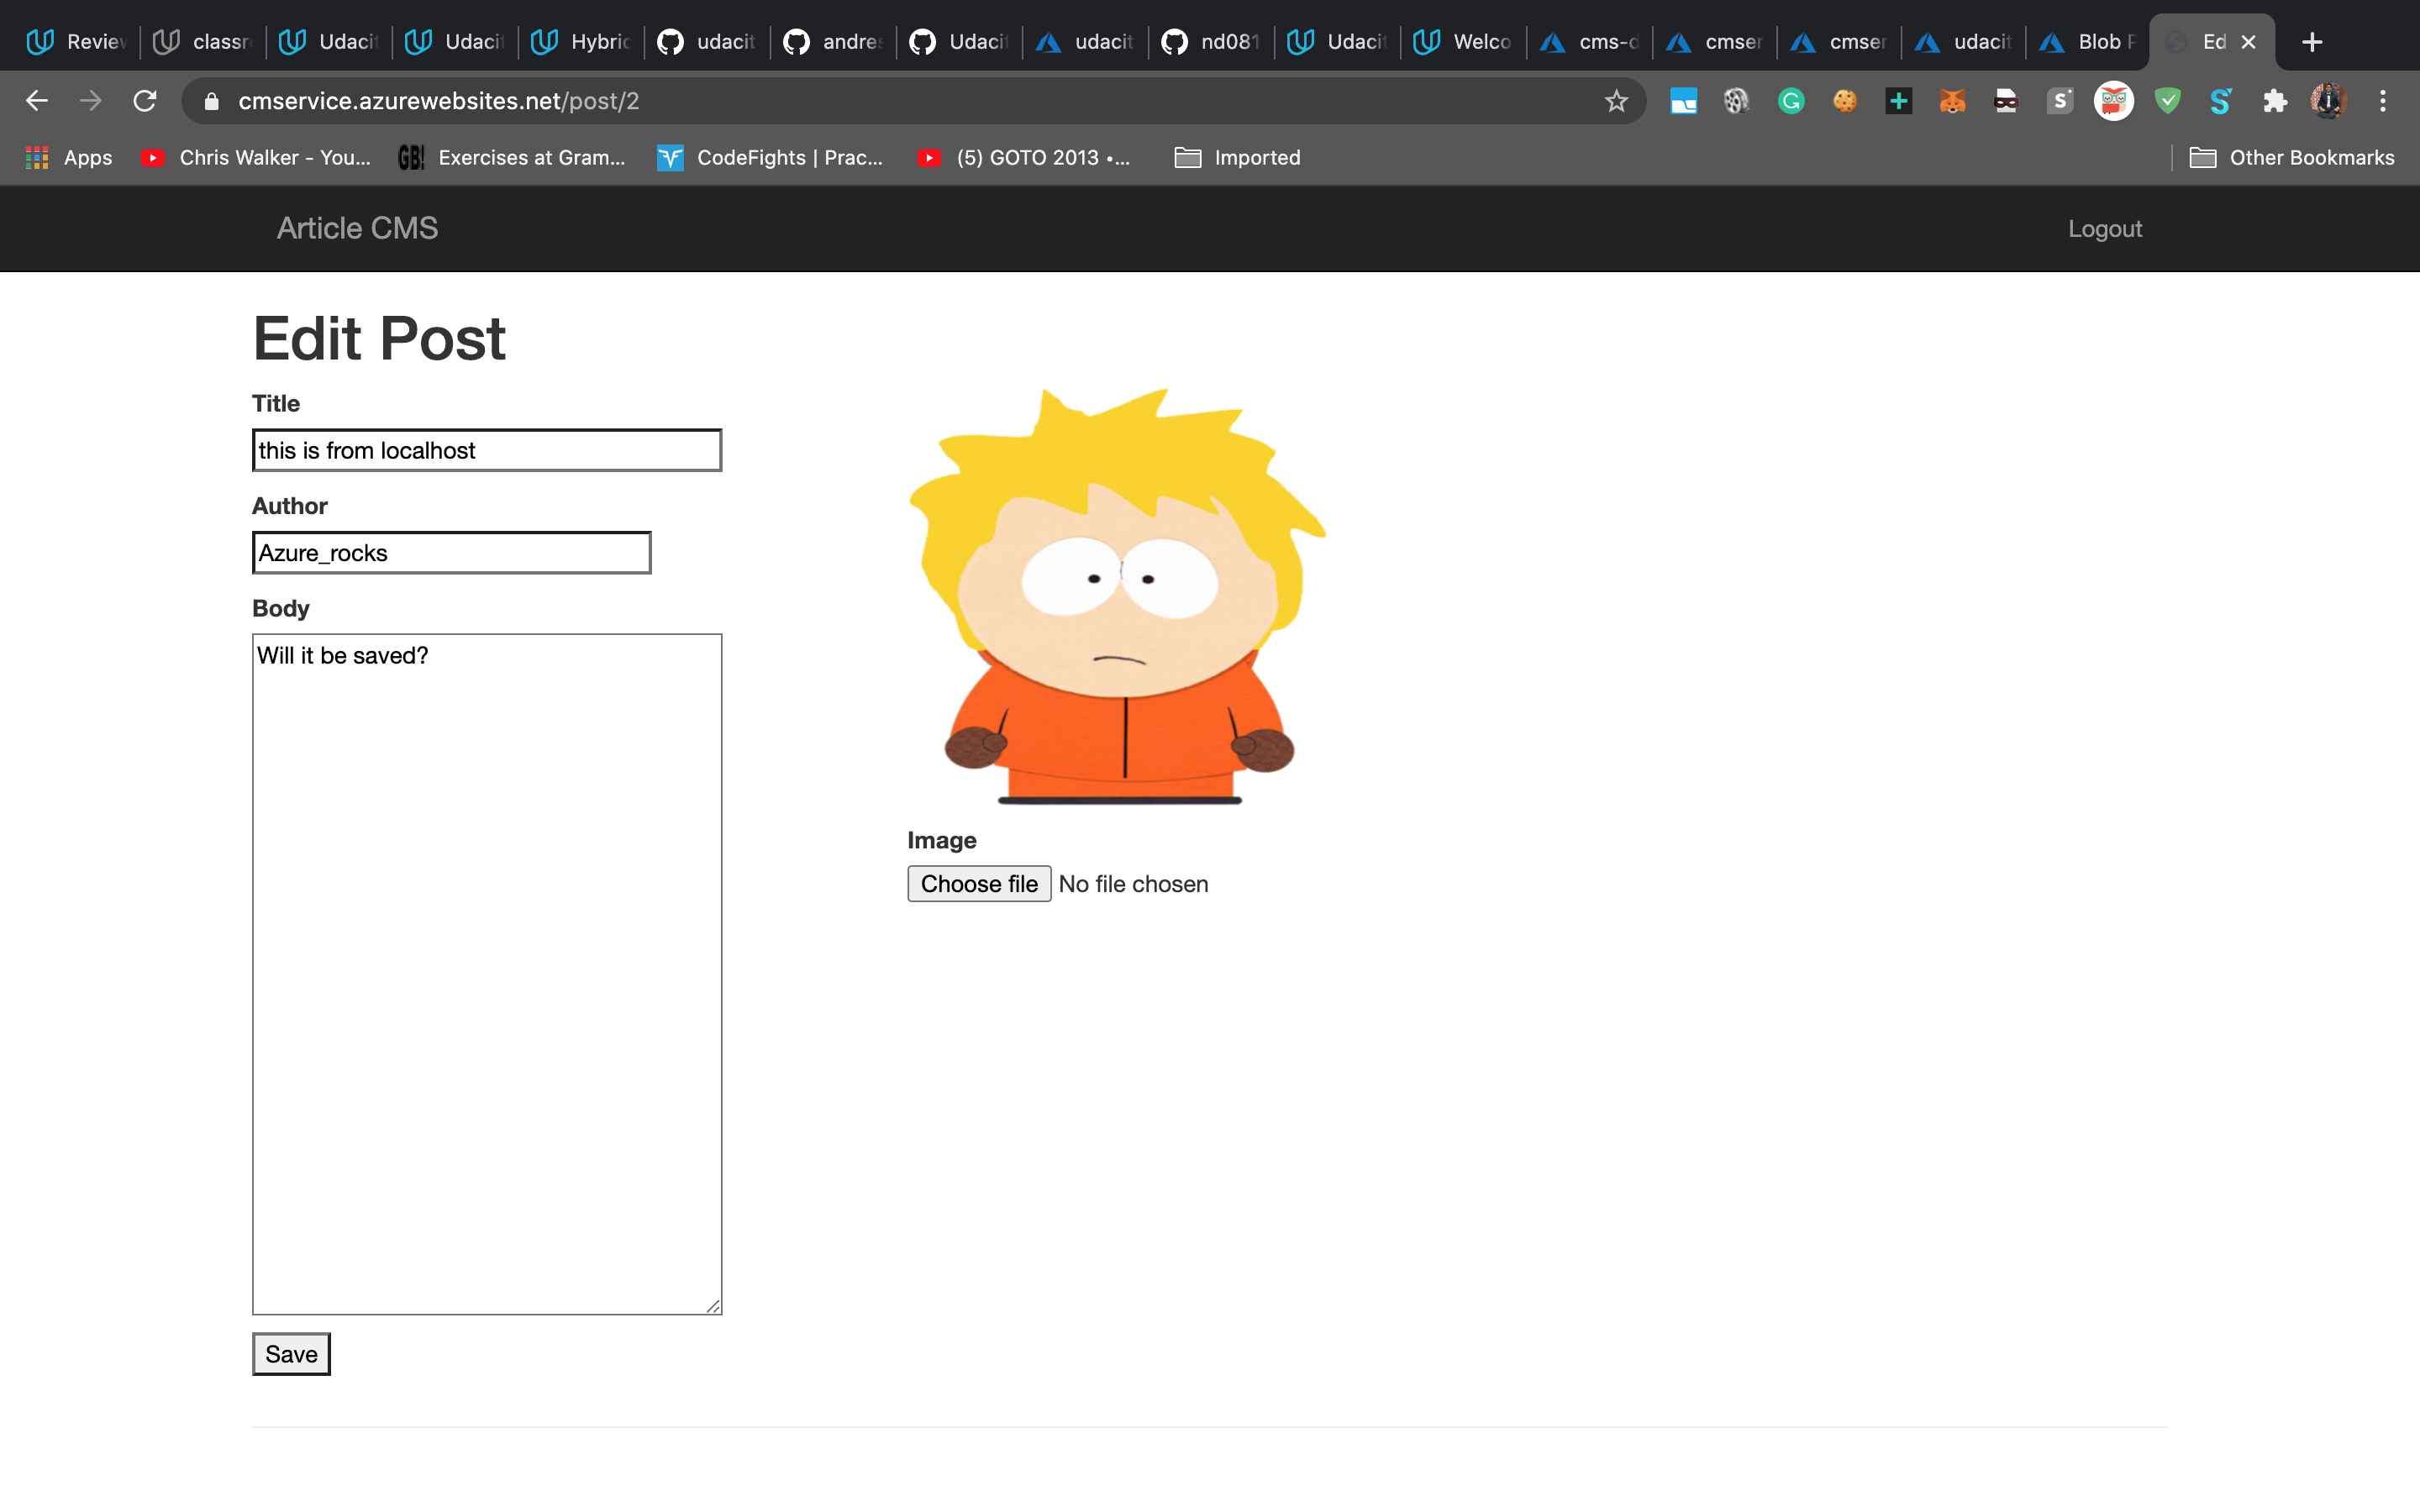 Review classr Udacit Udacit Hybrid udacit andres Udacit udacit nd081 Udacit Welco cms-d cmser cmser udacit Blob P Ed
cmservice.azurewebsites.net/post/2
Apps Chris Walker - You... GB! Exercises at Gram... CodeFights | Prac... (5) GOTO 2013 •... Imported Other Bookmarks
Article CMS Logout
Edit Post
Title
this is from localhost
Author
Azure_rocks
Body
Will it be saved?
Image
Choose file No file chosen
Save